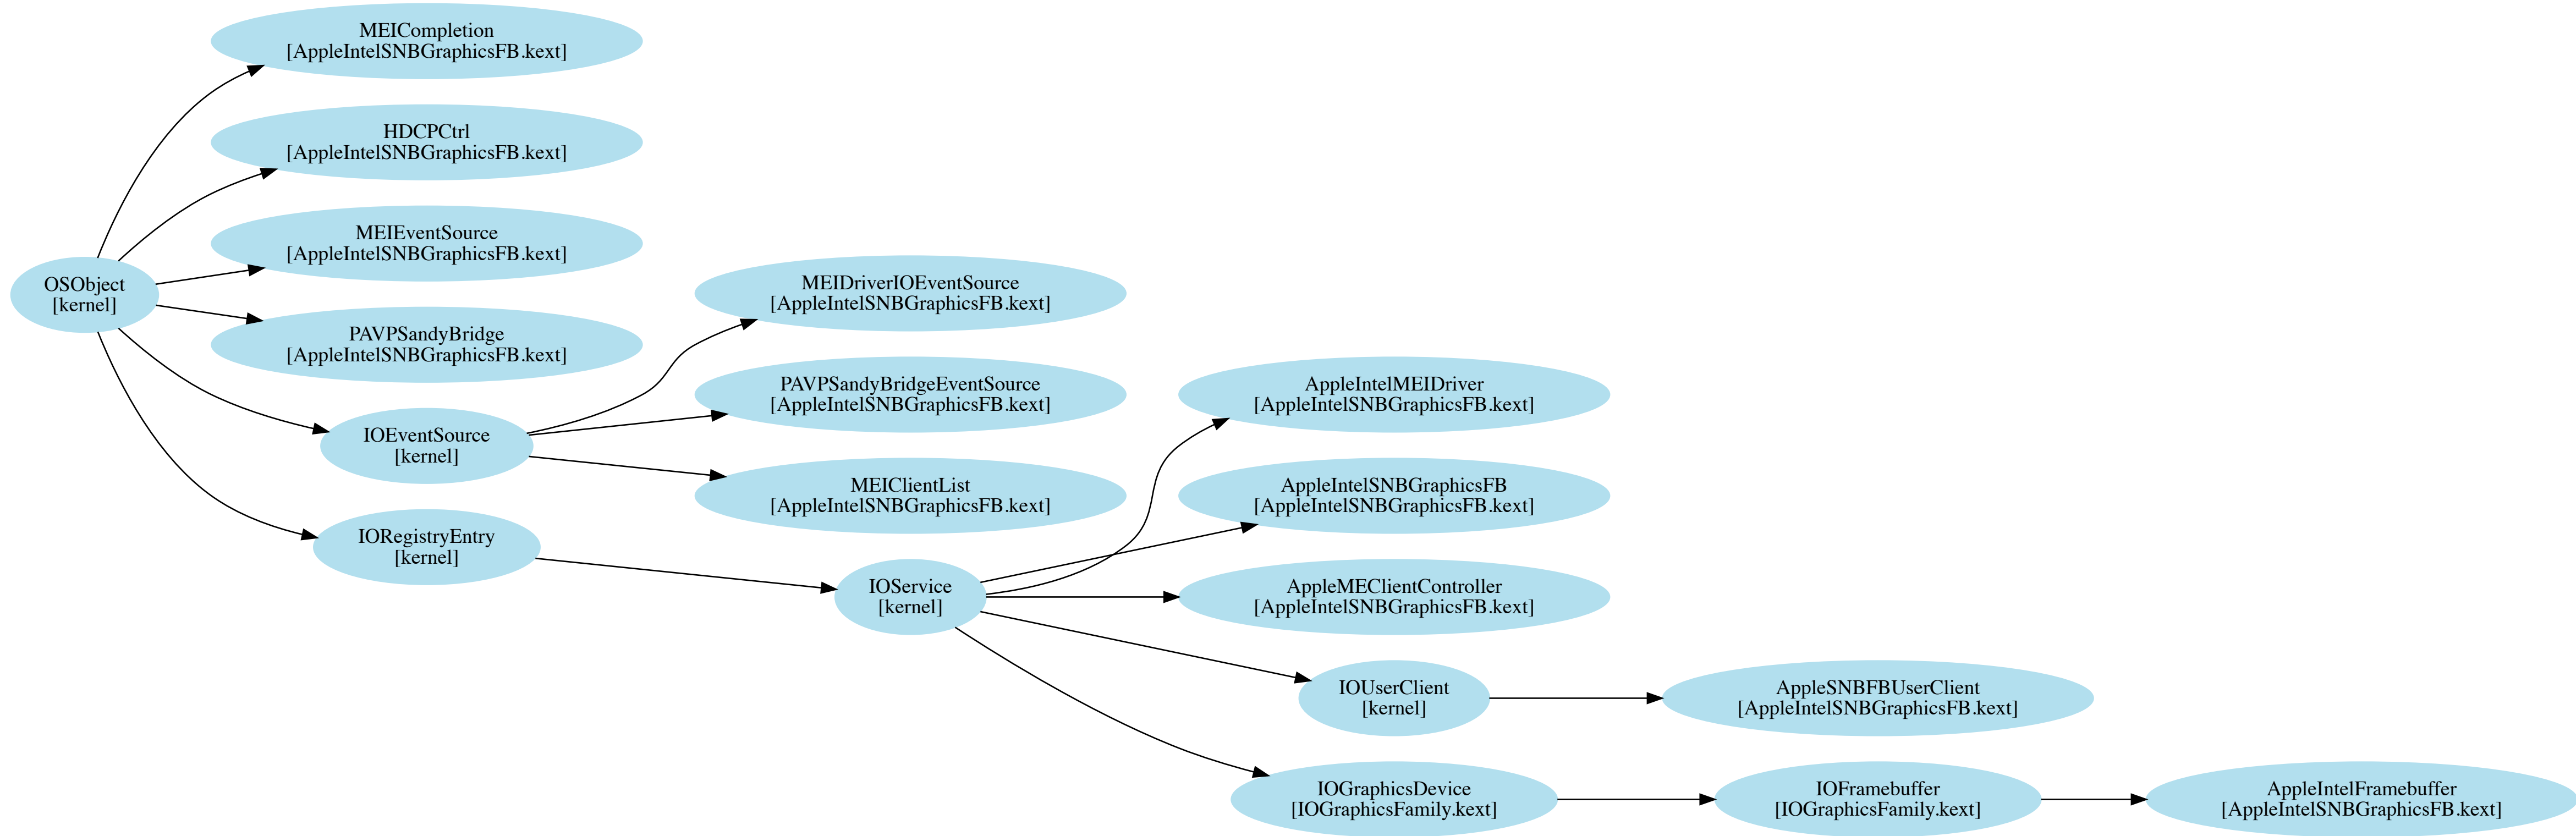 MEICompletion
[AppleIntelSNBGraphicsFB.kext]
HDCPCtrl
[AppleIntelSNBGraphicsFB.kext]
MEIEventSource
[AppleIntelSNBGraphicsFB.kext]
OSObject
[kernel]
PAVPSandyBridge
[AppleIntelSNBGraphicsFB.kext]
IOEventSource
[kernel]
IORegistryEntry
[kernel]
MEIDriverIOEventSource
[AppleIntelSNBGraphicsFB.kext]
PAVPSandyBridgeEventSource
[AppleIntelSNBGraphicsFB.kext]
MEIClientList
[AppleIntelSNBGraphicsFB.kext]
IOService
[kernel]
AppleIntelMEIDriver
[AppleIntelSNBGraphicsFB.kext]
AppleIntelSNBGraphicsFB
[AppleIntelSNBGraphicsFB.kext]
AppleMEClientController
[AppleIntelSNBGraphicsFB.kext]
IOUserClient
[kernel]
AppleSNBFBUserClient
[AppleIntelSNBGraphicsFB.kext]
IOGraphicsDevice
[IOGraphicsFamily.kext]
IOFramebuffer
[IOGraphicsFamily.kext]
AppleIntelFramebuffer
[AppleIntelSNBGraphicsFB.kext]